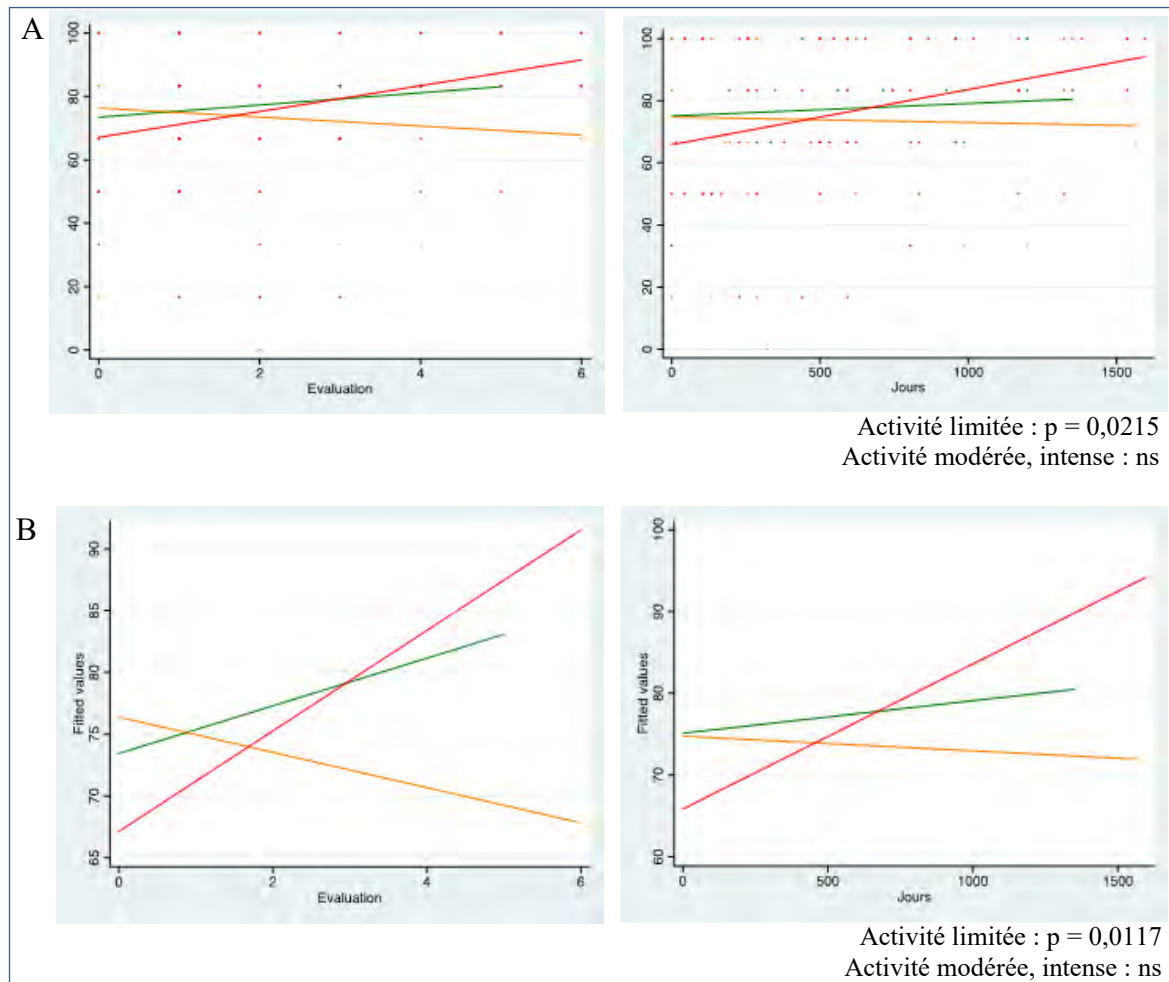 A
100
80
60
40
20
0
0 2 4 6
Evaluation
100
80
60
40
20
0
0 500 1000 1500
Jours
Activité limitée : p = 0,0215
Activité modérée, intense : ns
B
Fitted values
90
85
80
75
70
65
0 2 4 6
Evaluation
Fitted values
100
90
80
70
60
0 500 1000 1500
Jours
Activité limitée : p = 0,0117
Activité modérée, intense : ns